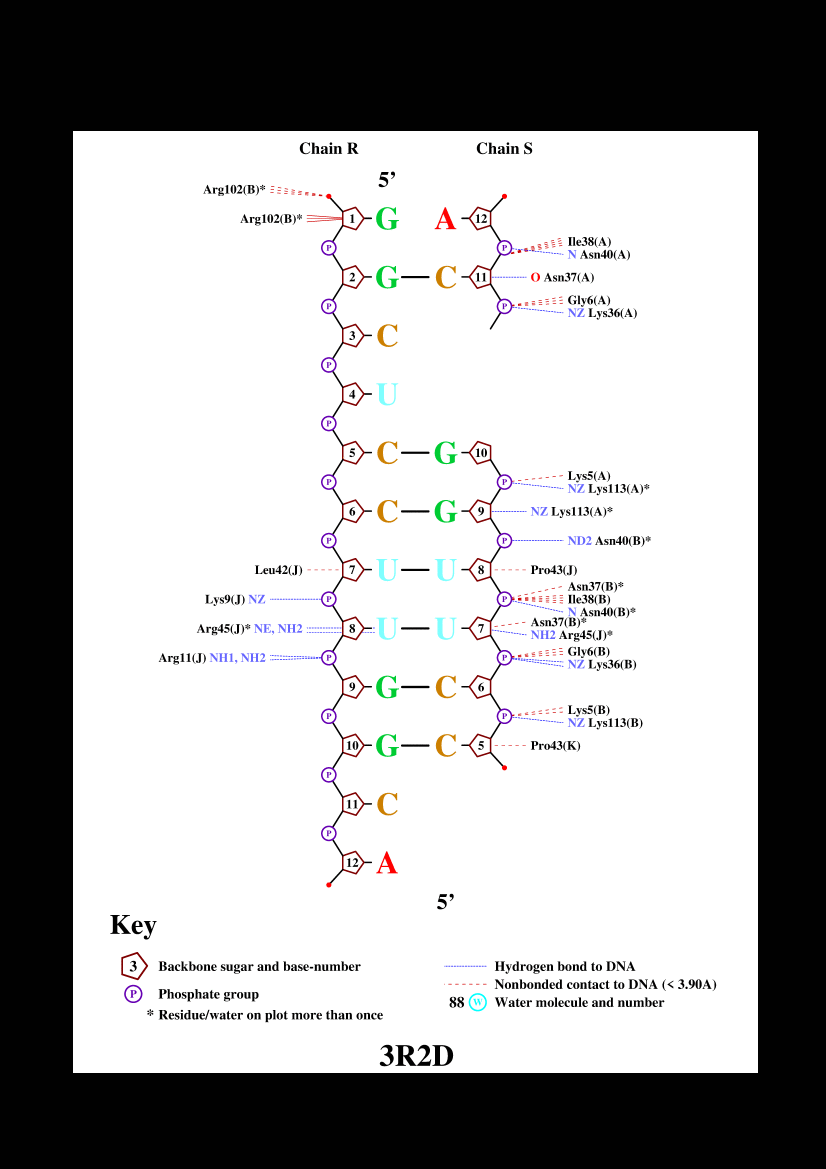 Chain R Chain S
5’
Arg102(B)*
Arg102(B)* 1 G A 12
P P Ile38(A)
N Asn40(A)
2 G C 11 O Asn37(A)
P P Gly6(A)
NZ Lys36(A)
3 C
P
4 U
P
5 C G 10
P P Lys5(A)
NZ Lys113(A)*
6 C G 9 NZ Lys113(A)*
P P ND2 Asn40(B)*
Leu42(J) 7 U U 8 Pro43(J)
Asn37(B)*
Lys9(J) NZ P P Ile38(B)
N Asn40(B)*
Asn37(B)*
Arg45(J)* NE, NH2 8 U U 7 NH2 Arg45(J)*
Gly6(B)
Arg11(J) NH1, NH2 P P NZ Lys36(B)
9 G C 6
P P Lys5(B)
NZ Lys113(B)
10 G C 5 Pro43(K)
P
11 C
P
12 A
5’
Key
3 Backbone sugar and base-number
P Phosphate group
* Residue/water on plot more than once
Hydrogen bond to DNA
Nonbonded contact to DNA (< 3.90A)
88 W Water molecule and number
3R2D